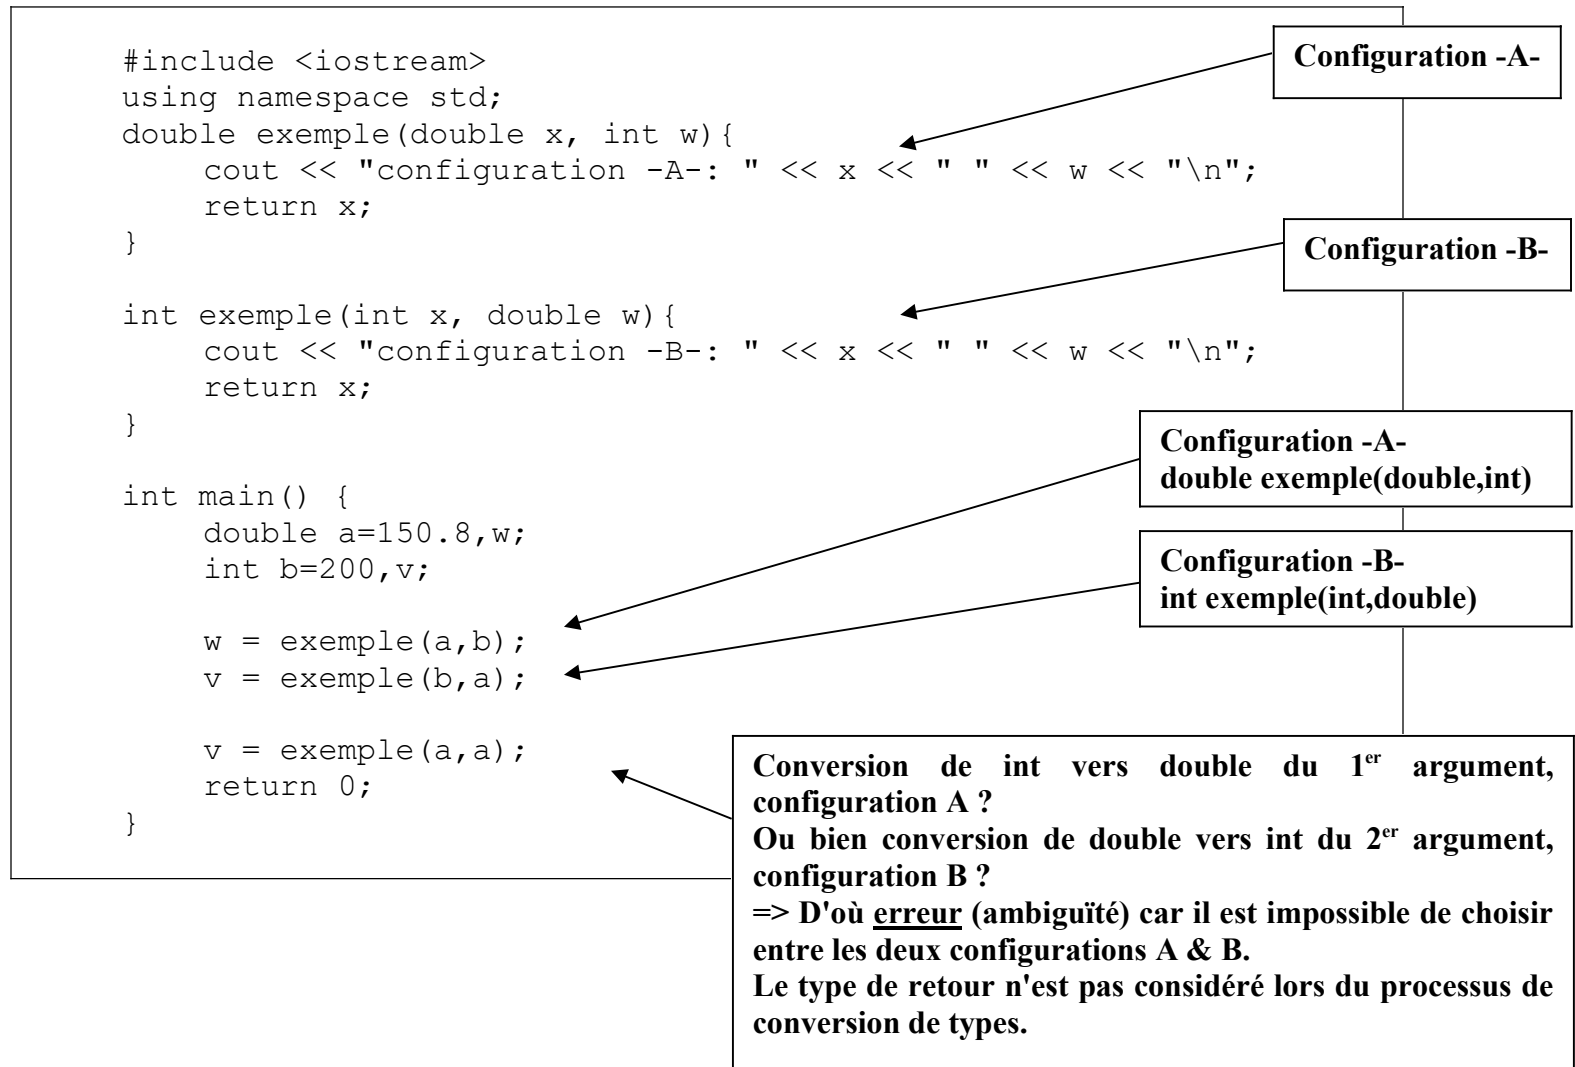 #include <iostream>
using namespace std;
double exemple(double x, int w){
cout << "configuration -A-: " << x << " " << w << "\n";
return x;
}
int exemple(int x, double w){
cout << "configuration -B-: " << x << " " << w << "\n";
return x;
}
int main() {
double a=150.8,w;
int b=200,v;
w = exemple(a,b);
v = exemple(b,a);
v = exemple(a,a);
return 0;
}
Configuration -A-
Configuration -B-
Configuration -A-
double exemple(double,int)
Configuration -B-
int exemple(int,double)
Conversion de int vers double du 1er argument,
configuration A ?
Ou bien conversion de double vers int du 2er argument,
configuration B ?
=> D'où erreur (ambiguïté) car il est impossible de choisir
entre les deux configurations A & B.
Le type de retour n'est pas considéré lors du processus de
conversion de types.